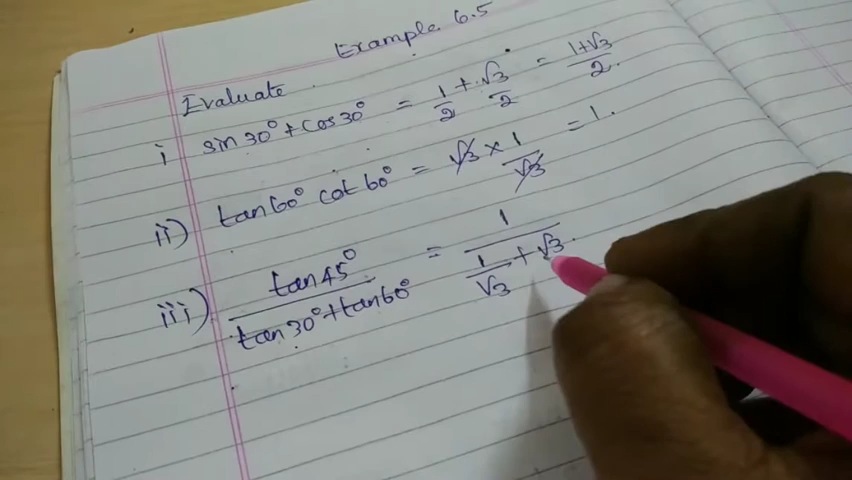 Example 6.5
Evaluate
i sin 30° + cos 30° = 1/2 + √3/2 = 1+√3/2.
ii) tan 60° cot 60° = √3 × 1/√3 = 1.
iii) tan 45°/tan 30° + tan 60° = 1/1/√3 + √3